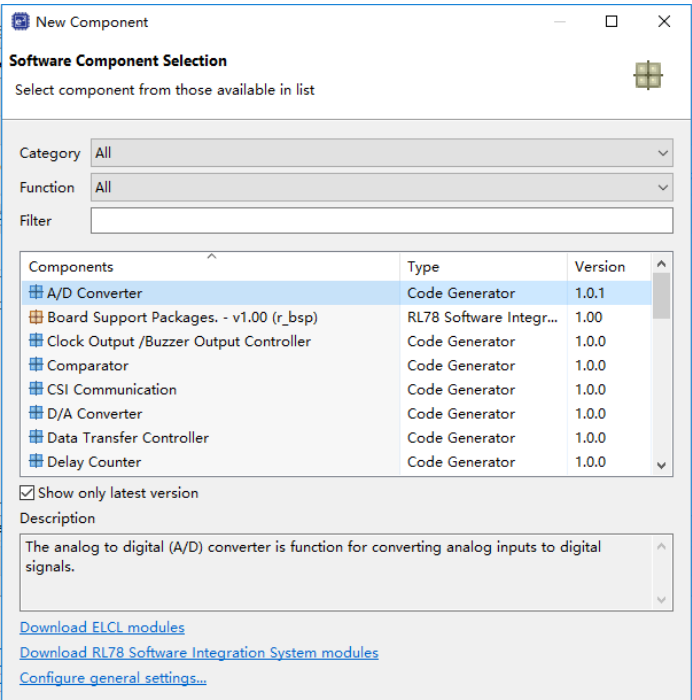 New Component
Software Component Selection
Select component from those available in list
Category All
Function All
Filter
Components Type Version
A/D Converter Code Generator 1.0.1
Board Support Packages. - v1.00 (r_bsp) RL78 Software Integr... 1.00
Clock Output /Buzzer Output Controller Code Generator 1.0.0
Comparator Code Generator 1.0.0
CSI Communication Code Generator 1.0.0
D/A Converter Code Generator 1.0.0
Data Transfer Controller Code Generator 1.0.0
Delay Counter Code Generator 1.0.0
Show only latest version
Description
The analog to digital (A/D) converter is function for converting analog inputs to digital
signals.
Download ELCL modules
Download RL78 Software Integration System modules
Configure general settings...